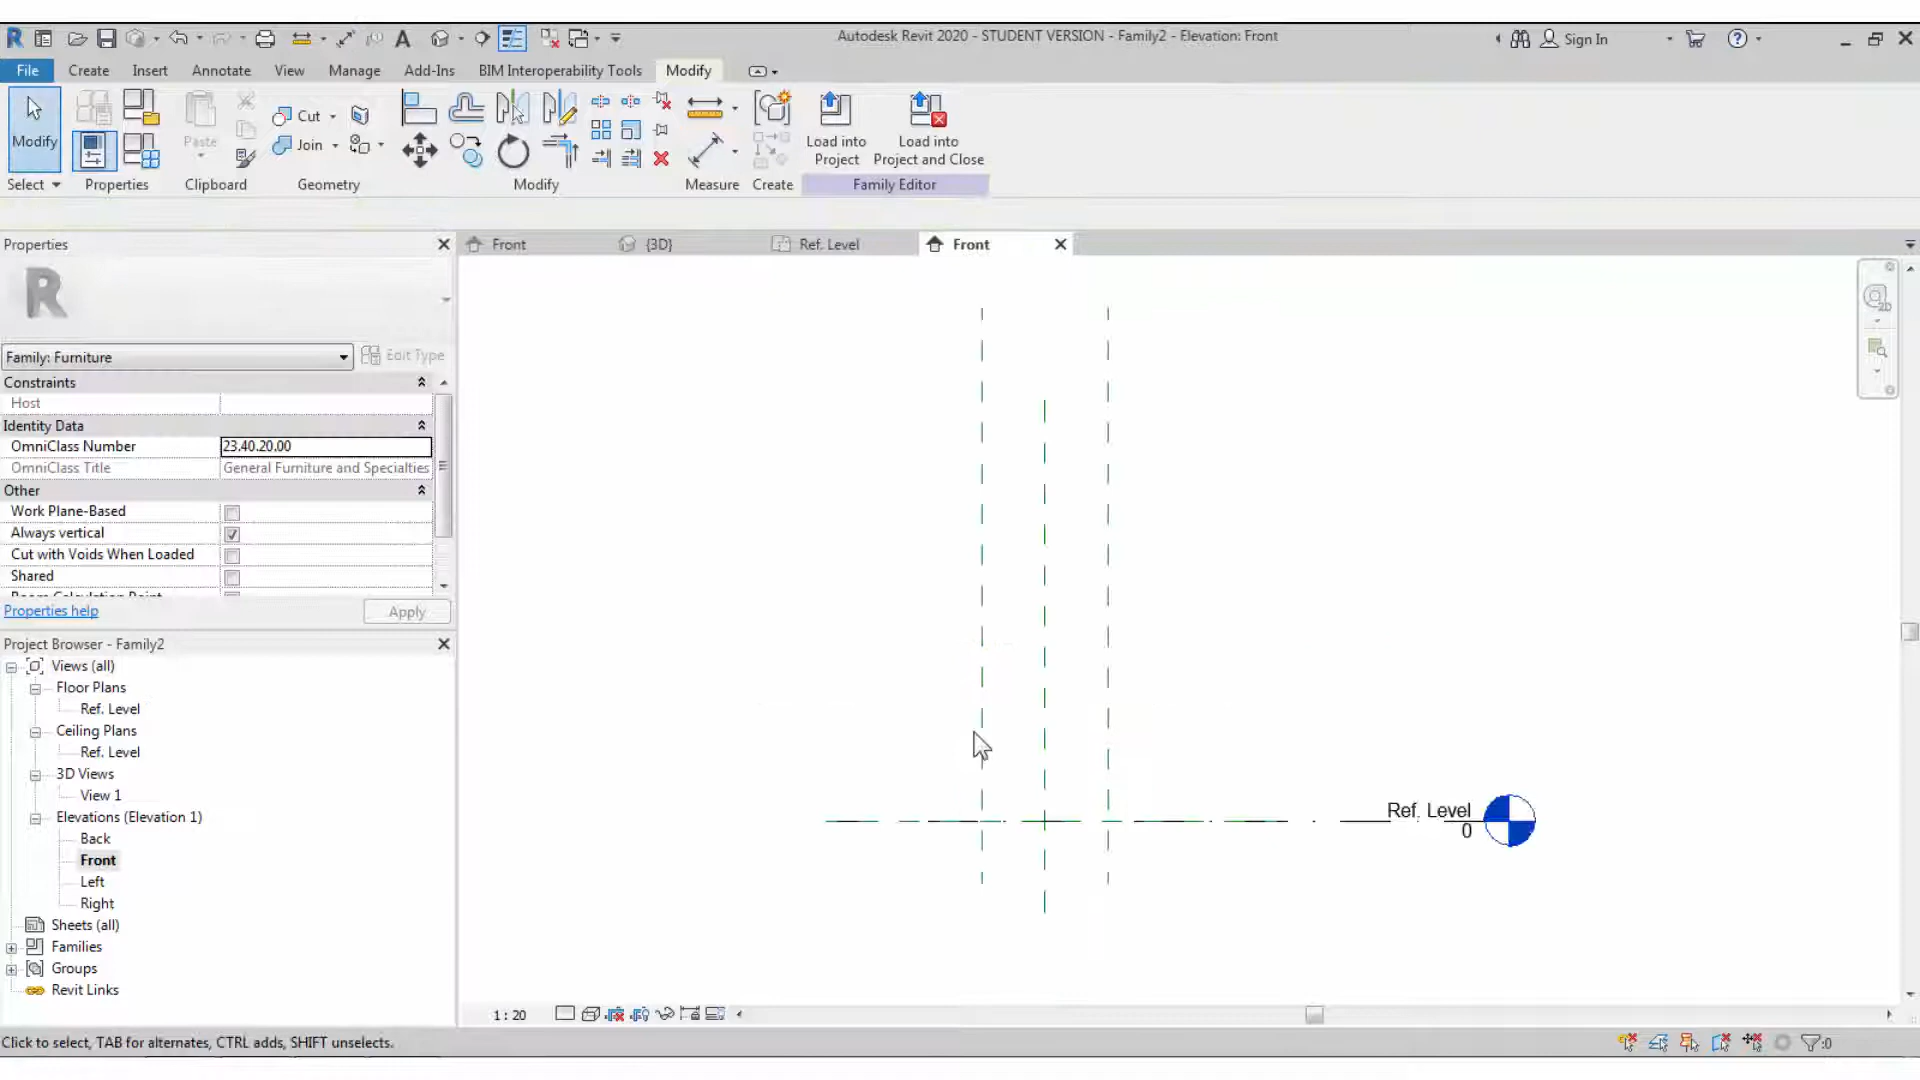 Autodesk Revit 2020 - STUDENT VERSION - Family2 - Elevation: Front
Sign In
File Create Insert Annotate View Manage Add-Ins BIM Interoperability Tools Modify
Modify
Paste
Cut
Join
Load into Project
Load into Project and Close
Select Properties Clipboard Geometry Modify Measure Create Family Editor
Properties
Front {3D} Ref. Level Front
R
Family: Furniture
Edit Type
Constraints
Host
Identity Data
OmniClass Number 23.40.20.00
OmniClass Title General Furniture and Specialties
Other
Work Plane-Based
Always vertical
Cut with Voids When Loaded
Shared
Properties help
Apply
Project Browser - Family2
Views (all)
Floor Plans
Ref. Level
Ceiling Plans
Ref. Level
3D Views
View 1
Elevations (Elevation 1)
Back
Front
Left
Right
Sheets (all)
Families
Groups
Revit Links
Ref. Level
0
2D
1 : 20
Click to select, TAB for alternates, CTRL adds, SHIFT unselects.
:0